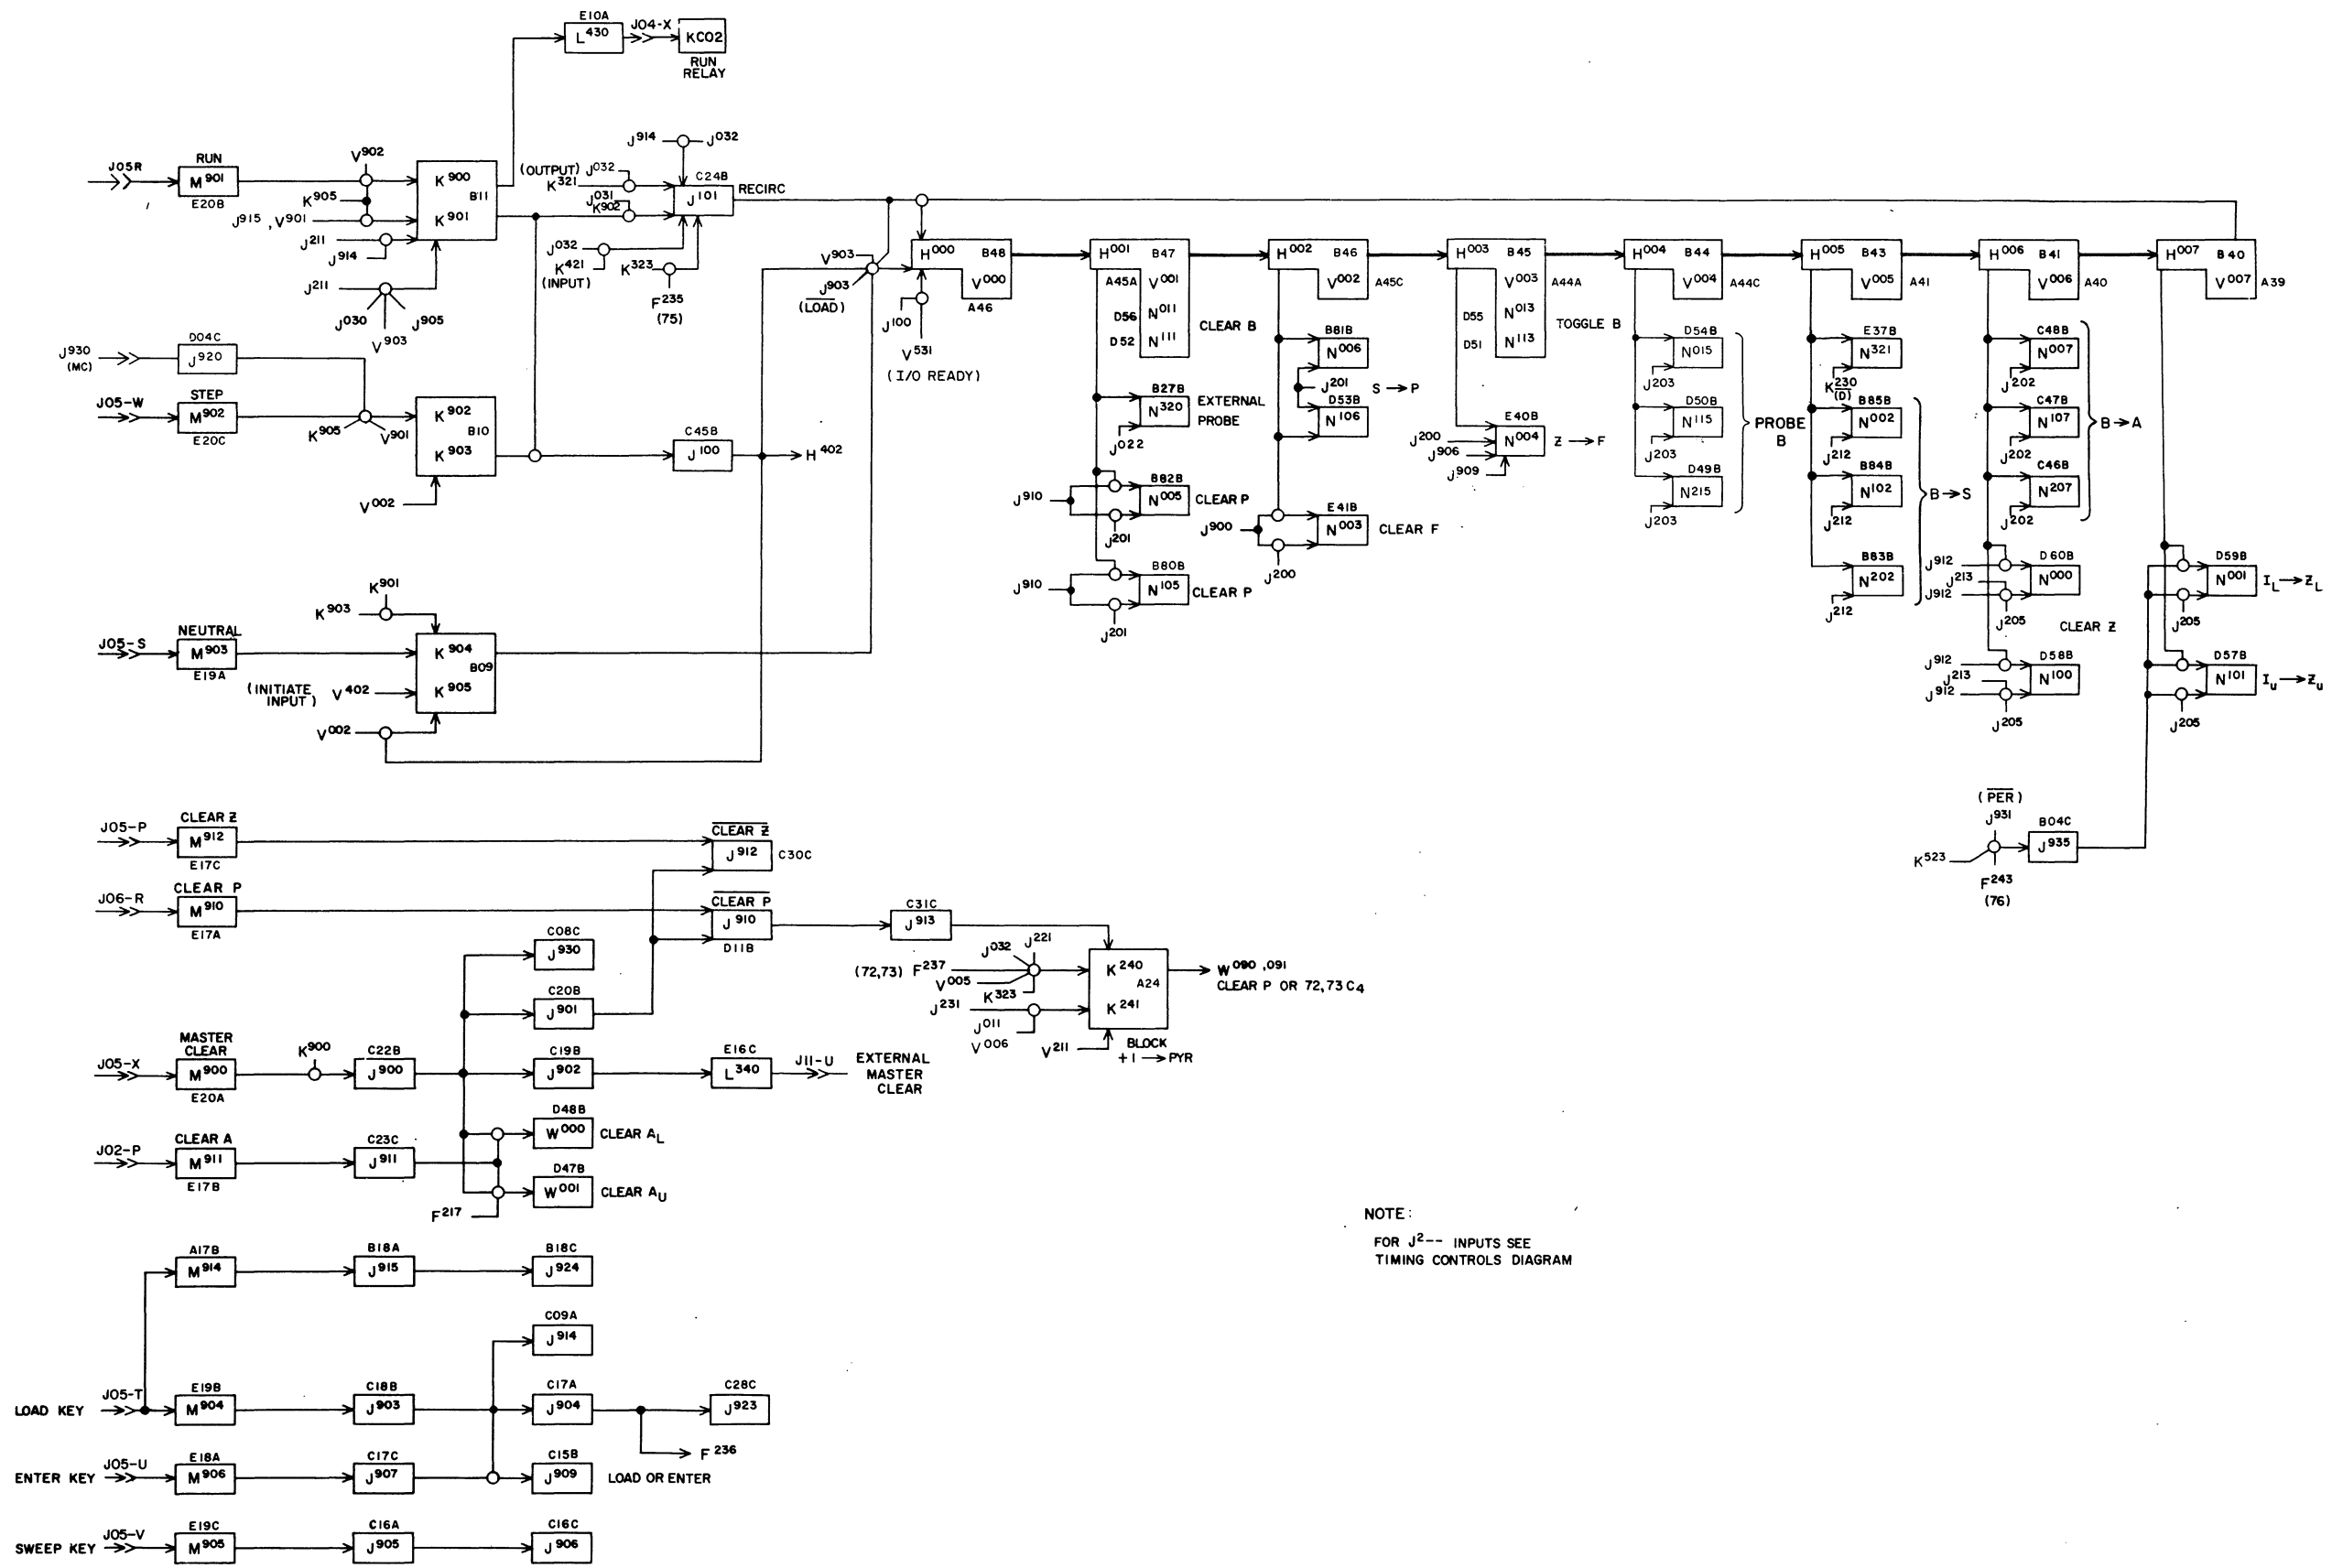 E10A
L430
J04-X
KC02
RUN
RELAY
J05R
RUN
M901
E20B
V902
K905
J915 , V901
J211
J914
J211
J030
J905
V903
K900
B11
K901
(OUTPUT) J032
K321
J031
K902
J914
J032
C24B
J101
RECIRC
J032
K421
(INPUT)
K323
F235
(75)
J930
(MC)
D04C
J920
J05-W
STEP
M902
E20C
K905
V901
K902
B10
K903
V002
C45B
J100
H402
K901
K903
J05-S
NEUTRAL
M903
E19A
(INITIATE
INPUT)
V402
K904
B09
K905
V002
V903
J903
(LOAD)
J100
V531
(I/O READY)
H000
B48
V000
A46
H001
B47
A45A
V001
D56
N011
D52
N111
CLEAR B
B27B
N320
EXTERNAL
PROBE
J022
B82B
J910
N005
CLEAR P
J201
B80B
J910
N105
CLEAR P
J201
H002
B46
V002
A45C
B81B
N006
J201
S → P
D53B
N106
E41B
J900
N003
CLEAR F
J200
H003
B45
V003
A44A
D55
N013
D51
N113
TOGGLE B
E40B
J200
N004
Z → F
J906
J909
H004
B44
V004
A44C
D54B
N015
J203
D50B
N115
J203
D49B
N215
J203
PROBE
B
H005
B43
V005
A41
E37B
N321
K230
(D)
B85B
N002
J212
B84B
N102
J212
B83B
N202
J212
B → S
H006
B41
V006
A40
C48B
N007
J202
C47B
N107
J202
C46B
N207
J202
B → A
D60B
J912
J213
N000
J912
J205
CLEAR Z
D58B
J912
J213
N100
J912
J205
H007
B40
V007
A39
D59B
N001
IL → ZL
J205
D57B
N101
Iu → Zu
J205
(PER)
J931
B04C
K523
J935
F243
(76)
J05-P
CLEAR Z
M912
E17C
CLEAR Z
J912
C30C
J06-R
CLEAR P
M910
E17A
CLEAR P
J910
D11B
C31C
J913
C08C
J930
C20B
J901
J032
J221
(72,73) F237
V005
K323
J231
J011
V006
V211
K240
A24
K241
BLOCK
+1 → PYR
W090 ,091
CLEAR P OR 72,73 C4
MASTER
CLEAR
J05-X
M900
E20A
K900
C22B
J900
C19B
J902
E16C
L340
J11-U
EXTERNAL
MASTER
CLEAR
D48B
W000
CLEAR AL
J02-P
CLEAR A
M911
E17B
C23C
J911
D47B
W001
CLEAR AU
F217
A17B
M914
B18A
J915
B18C
J924
C09A
J914
LOAD KEY
J05-T
E19B
M904
C18B
J903
C17A
J904
C28C
J923
F236
ENTER KEY
J05-U
E18A
M906
C17C
J907
C15B
J909
LOAD OR ENTER
SWEEP KEY
J05-V
E19C
M905
C16A
J905
C16C
J906
NOTE:
FOR J2-- INPUTS SEE
TIMING CONTROLS DIAGRAM